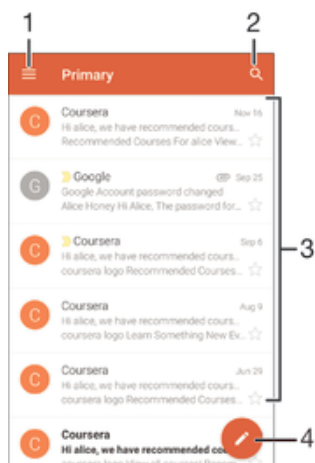 1
2
Primary
Coursera Nov 16
Hi alice, we have recommended cours...
Recommended Courses For alice View...
Google Sep 25
Google Account password changed
Alice Honey Hi Alice, The password for...
Coursera Sep 6
Hi alice, we have recommended cours...
coursera logo Recommended Courses...
Coursera Aug 9
Hi alice, we have recommended cours...
coursera logo Learn Something New Ev...
Coursera Jun 29
Hi alice, we have recommended cours...
coursera logo Recommended Courses...
Coursera
Hi alice, we have recommended
3
4
C
G
C
C
C
C